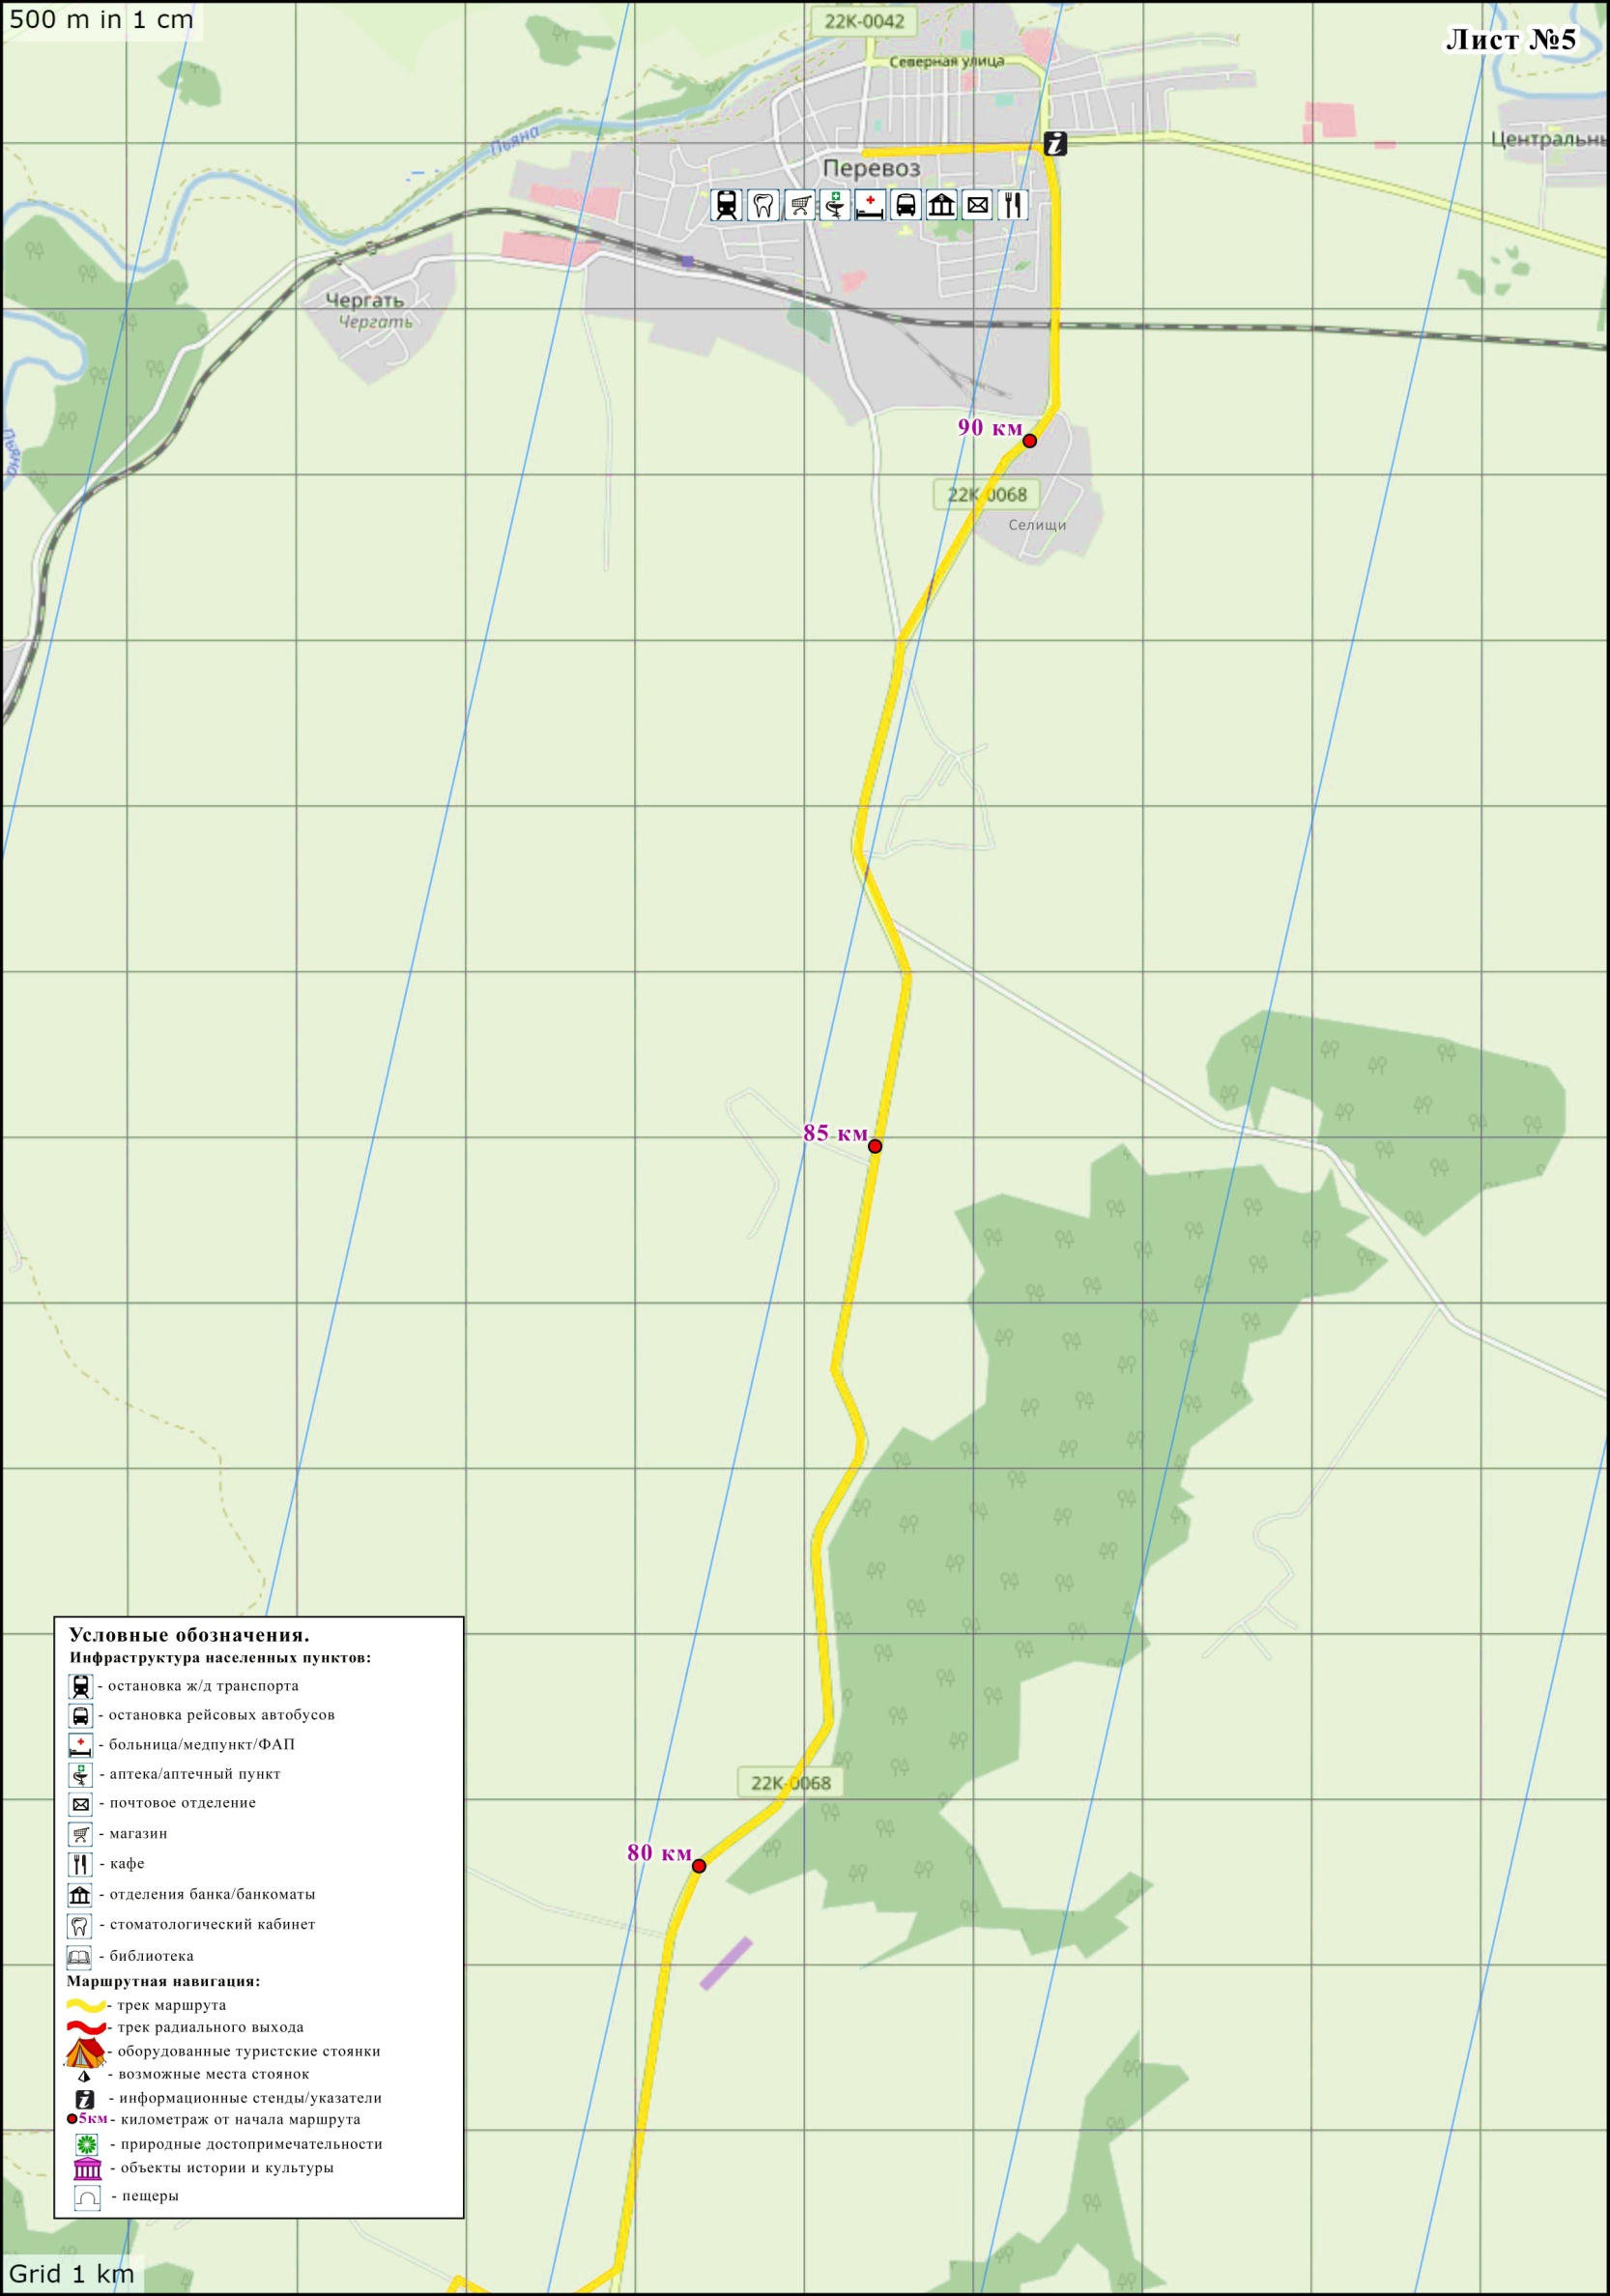 500 m in 1 cm
22К-0042
Лист №5
Северная улица
Пьяна
Центральны
Перевоз
Чергать
Чергать
90 км
Пьяна
22К-0068
Селищи
85 км
22К-0068
80 км
Условные обозначения.
Инфраструктура населенных пунктов:
- остановка ж/д транспорта
- остановка рейсовых автобусов
- больница/медпункт/ФАП
- аптека/аптечный пункт
- почтовое отделение
- магазин
- кафе
- отделения банка/банкоматы
- стоматологический кабинет
- библиотека
Маршрутная навигация:
- трек маршрута
- трек радиального выхода
- оборудованные туристские стоянки
- возможные места стоянок
i - информационные стенды/указатели
5км - километраж от начала маршрута
- природные достопримечательности
- объекты истории и культуры
- пещеры
Grid 1 km